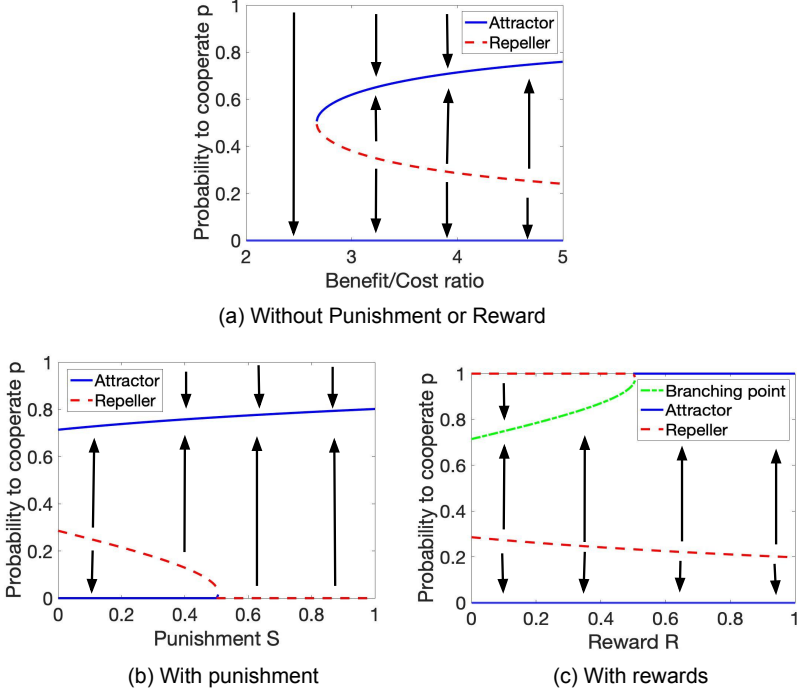 Probability to cooperate p
1
0.8
0.6
0.4
0.2
0
Attractor
Repeller
2
3
4
5
Benefit/Cost ratio
(a) Without Punishment or Reward
Probability to cooperate p
1
0.8
0.6
0.4
0.2
0
Attractor
Repeller
0
0.2
0.4
0.6
0.8
1
Punishment S
(b) With punishment
Probability to cooperate p
1
0.8
0.6
0.4
0.2
0
Branching point
Attractor
Repeller
0
0.2
0.4
0.6
0.8
1
Reward R
(c) With rewards